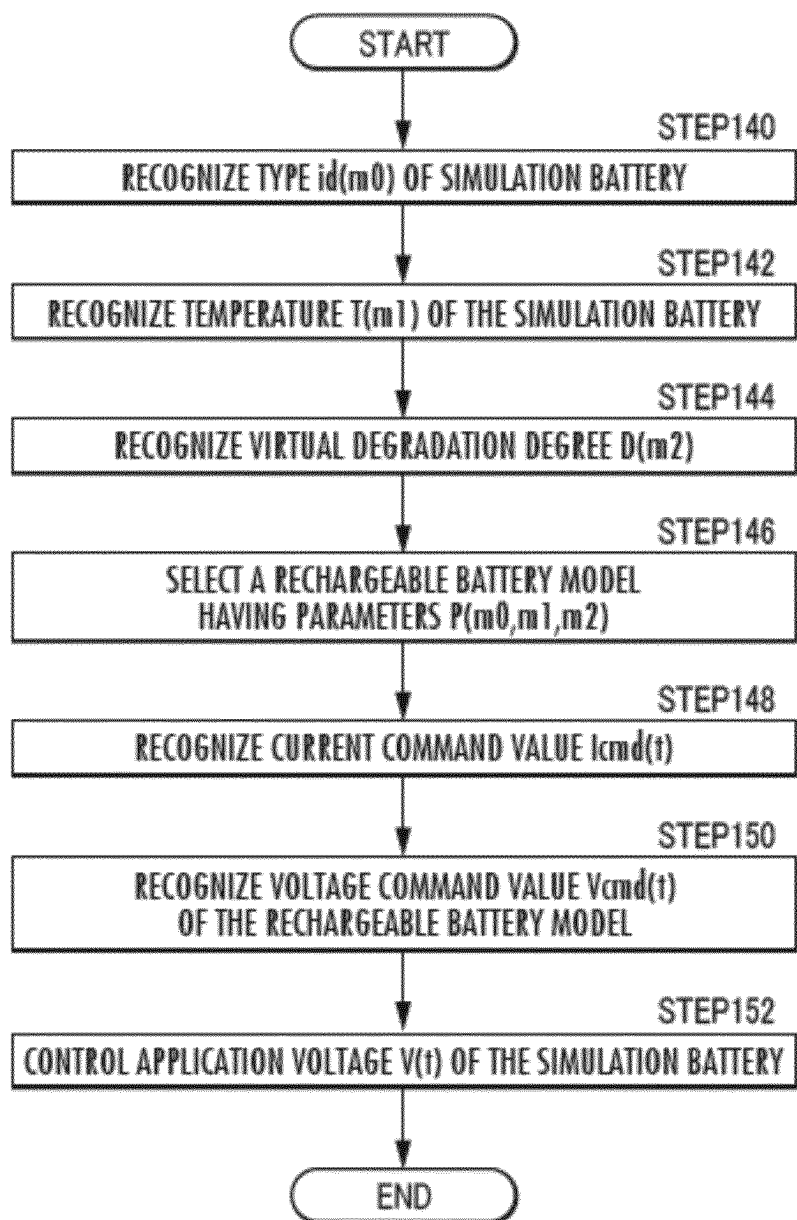 START
STEP140
RECOGNIZE TYPE id(m0) OF SIMULATION BATTERY
STEP142
RECOGNIZE TEMPERATURE T(m1) OF THE SIMULATION BATTERY
STEP144
RECOGNIZE VIRTUAL DEGRADATION DEGREE D(m2)
STEP146
SELECT A RECHARGEABLE BATTERY MODEL
HAVING PARAMETERS P(m0,m1,m2)
STEP148
RECOGNIZE CURRENT COMMAND VALUE Icmd(t)
STEP150
RECOGNIZE VOLTAGE COMMAND VALUE Vcmd(t)
OF THE RECHARGEABLE BATTERY MODEL
STEP152
CONTROL APPLICATION VOLTAGE V(t) OF THE SIMULATION BATTERY
END